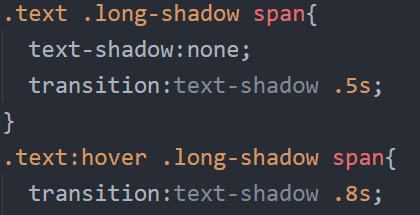 .text .long-shadow span{
text-shadow:none;
transition:text-shadow .5s;
}
.text:hover .long-shadow span{
transition:text-shadow .8s;